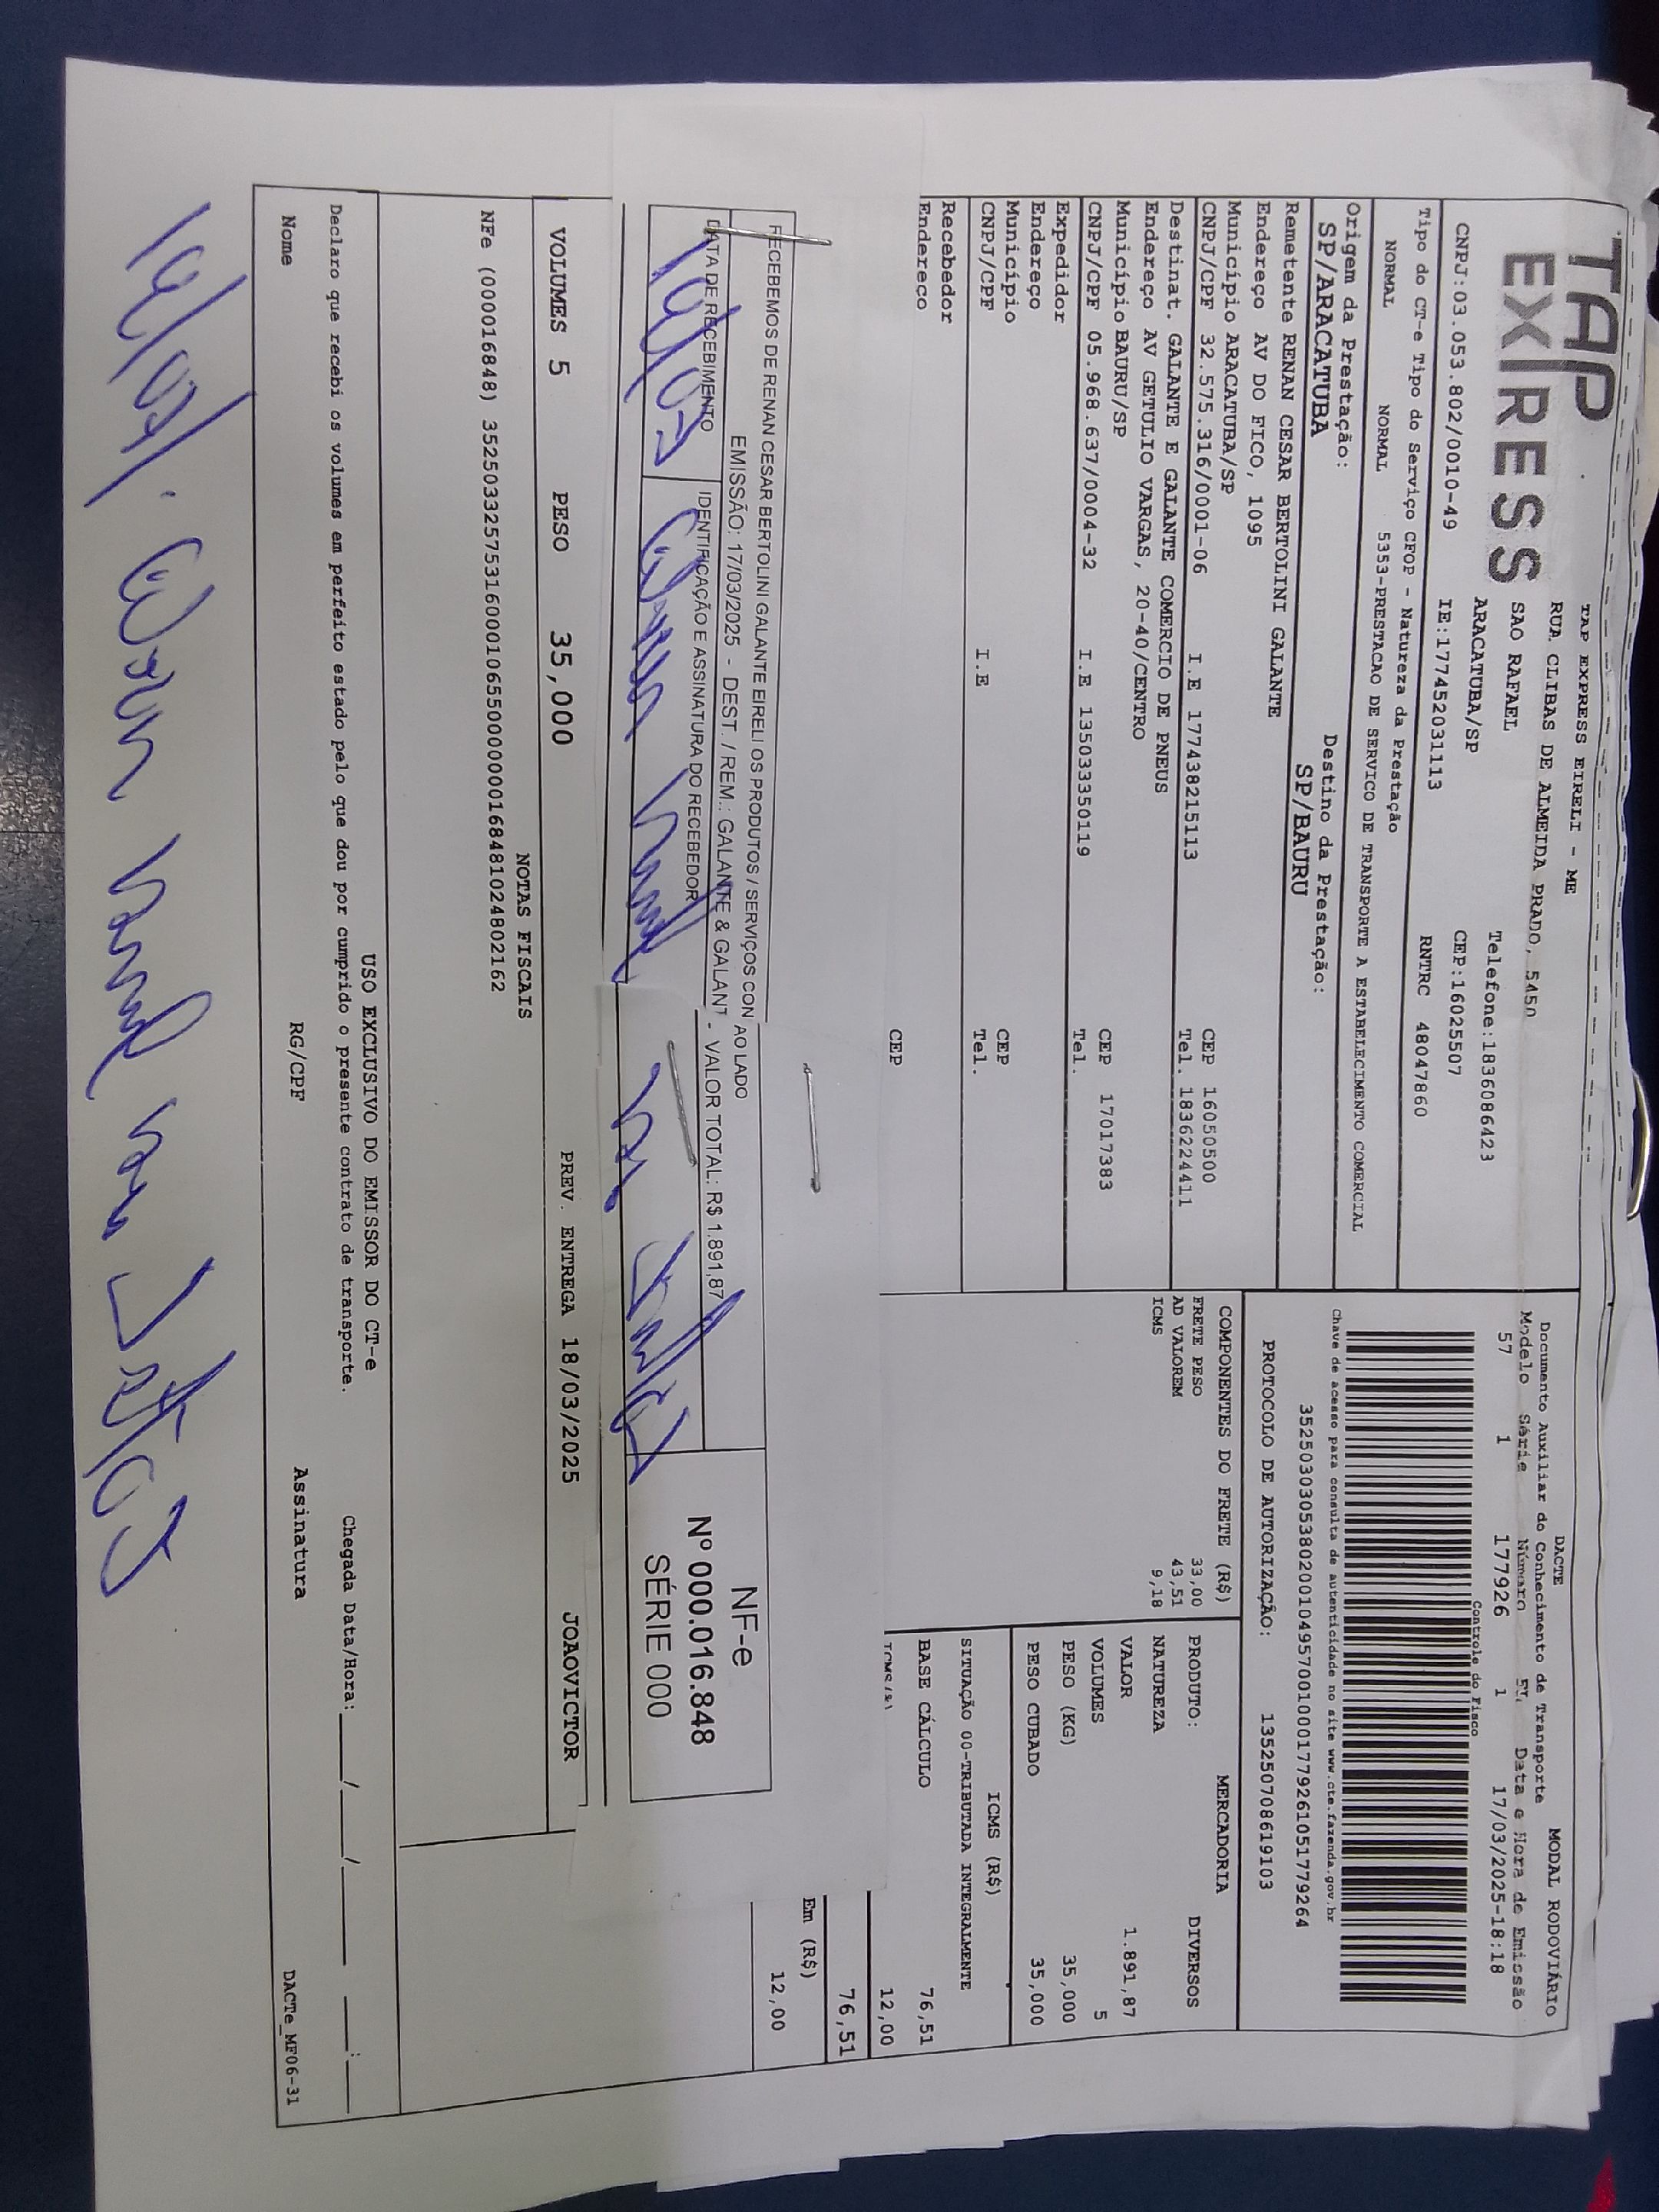 TAP
EXPRESS
TAP EXPRESS EIRELI - ME
RUA CLIBAS DE ALMEIDA PRADO, 5450
SAO RAFAEL
Telefone:1836086423
ARACATUBA/SP
CEP:16025507
CNPJ:03.053.802/0010-49
IE:177452031113
RNTRC 48047860
DACTE
MODAL RODOVIÁRIO
Documento Auxiliar do Conhecimento de Transporte
Modelo Série Número Fl. Data e Hora de Emissão
57 1 177926 1 17/03/2025-18:18
Controle do Fisco
Chave de acesso para consulta de autenticidade no site www.cte.fazenda.gov.br
35250303053802001049570010001779261051779264
PROTOCOLO DE AUTORIZAÇÃO: 135250708619103
Tipo do CT-e Tipo do Serviço CFOP - Natureza da Prestação
NORMAL NORMAL 5353-PRESTACAO DE SERVICO DE TRANSPORTE A ESTABELECIMENTO COMERCIAL
Origem da Prestação: Destino da Prestação:
SP/ARACATUBA SP/BAURU
Remetente RENAN CESAR BERTOLINI GALANTE
Endereço AV DO FICO, 1095
Município ARACATUBA/SP CEP 16050500
CNPJ/CPF 32.575.316/0001-06 I.E 177438215113 Tel. 1836224411
Destinat. GALANTE E GALANTE COMERCIO DE PNEUS
Endereço AV GETULIO VARGAS, 20-40/CENTRO
Município BAURU/SP CEP 17017383
CNPJ/CPF 05.968.637/0004-32 I.E 135033350119 Tel.
Expedidor
Endereço
Município CEP
CNPJ/CPF I.E Tel.
Recebedor
Endereço
CEP
COMPONENTES DO FRETE (R$)
FRETE PESO 33,00
AD VALOREM 43,51
ICMS 9,18
MERCADORIA
PRODUTO: DIVERSOS
NATUREZA
VALOR 1.891,87
VOLUMES 5
PESO (KG) 35,000
PESO CUBADO 35,000
ICMS (R$)
SITUAÇÃO 00-TRIBUTADA INTEGRALMENTE
BASE CÁLCULO 76,51
ICMS (%) 12,00
76,51
Em (R$)
12,00
RECEBEMOS DE RENAN CESAR BERTOLINI GALANTE EIRELI OS PRODUTOS / SERVIÇOS CON AO LADO
EMISSÃO: 17/03/2025 - DEST. / REM.: GALANTE & GALANT - VALOR TOTAL: R$ 1.891,87
DATA DE RECEBIMENTO
IDENTIFICAÇÃO E ASSINATURA DO RECEBEDOR
NF-e
Nº 000.016.848
SÉRIE 000
VOLUMES 5 PESO 35,000 PREV. ENTREGA 18/03/2025 JOAOVICTOR
NOTAS FISCAIS
NFe (000016848) 35250332575316000106550000000168481024802162
USO EXCLUSIVO DO EMISSOR DO CT-e
Declaro que recebi os volumes em perfeito estado pelo que dou por cumprido o presente contrato de transporte. Chegada Data/Hora: ____/____/______ ____:____
Nome RG/CPF Assinatura DACTe_MF06-31